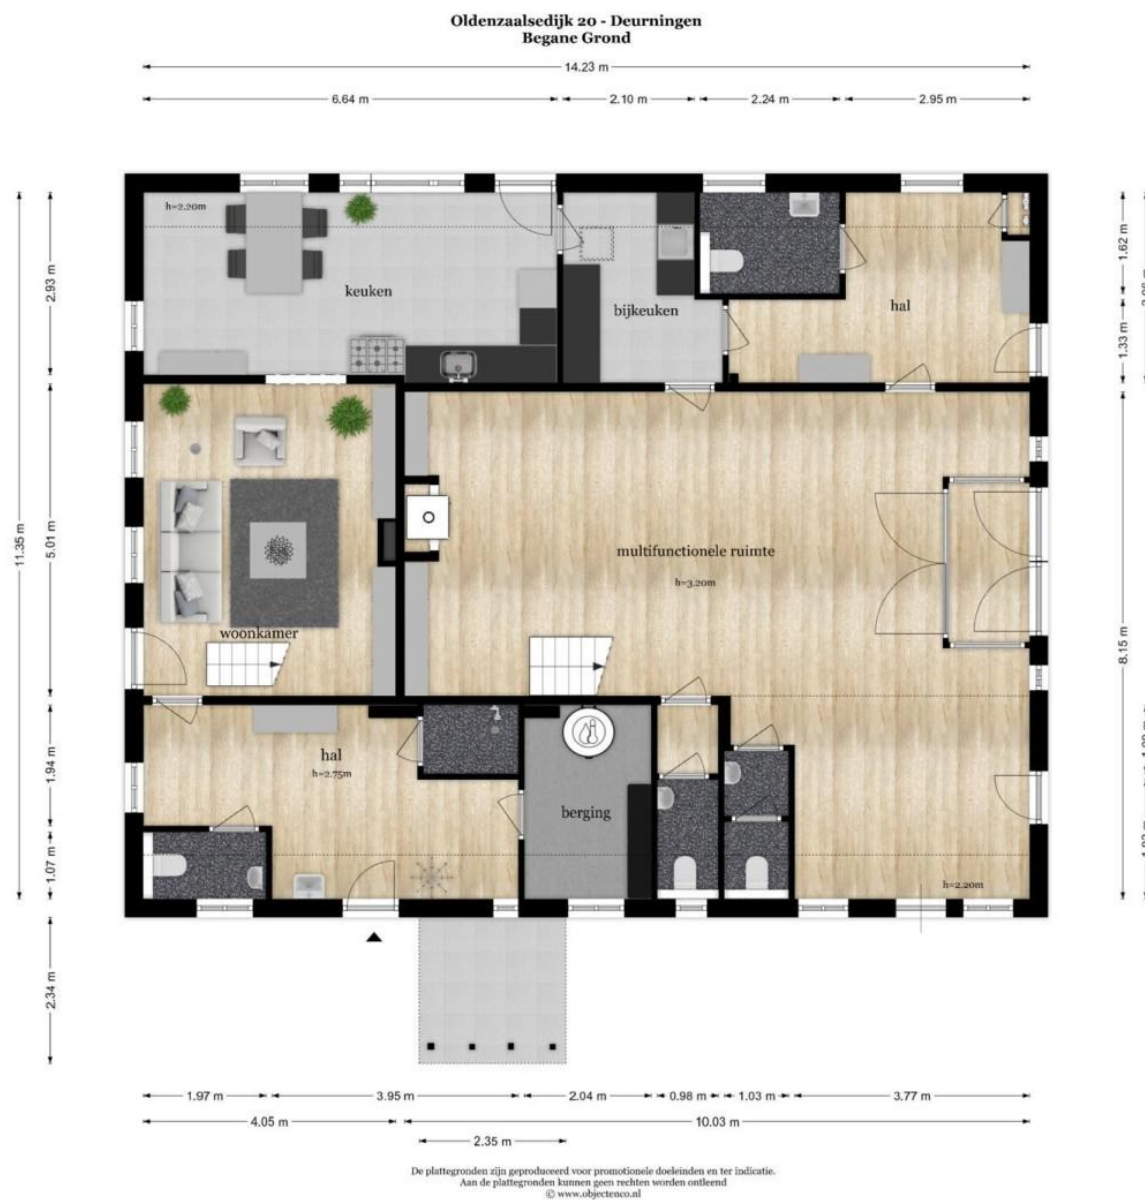 Oldenzaalsedijk 20 - Deurningen
Begane Grond
14.23 m
6.64 m
2.10 m
2.24 m
2.95 m
h=2.20m
keuken
bijkeuken
hal
11.35 m
2.93 m
1.62 m
1.33 m
5.01 m
multifunctionele ruimte
h=3.20m
woonkamer
8.15 m
1.94 m
hal
h=2.75m
berging
1.07 m
h=2.20m
2.34 m
1.97 m
3.95 m
2.04 m
0.98 m
1.03 m
3.77 m
4.05 m
10.03 m
2.35 m
De plattegronden zijn geproduceerd voor promotionele doeleinden en ter indicatie.
Aan de plattegronden kunnen geen rechten worden ontleend
© www.objectenco.nl